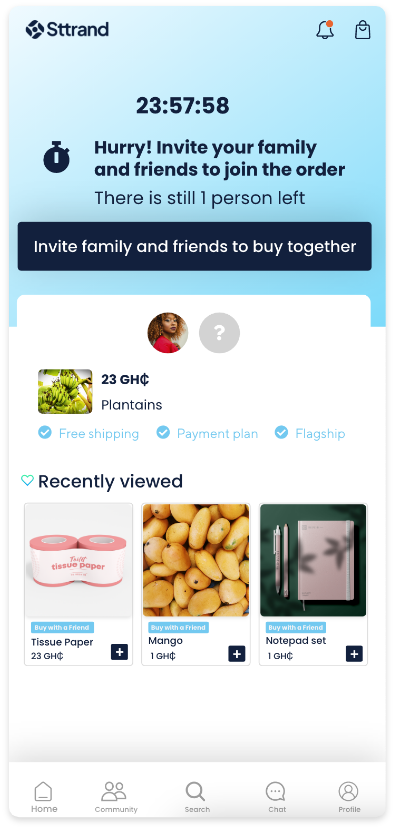 Sttrand
23:57:58
Hurry! Invite your family
and friends to join the order
There is still 1 person left
Invite family and friends to buy together
?
23 GH₵
Plantains
Free shipping
Payment plan
Flagship
Recently viewed
tissue paper
Buy with a Friend
Tissue Paper
23 GH₵
Buy with a Friend
Mango
1 GH₵
Buy with a Friend
Notepad set
1 GH₵
Home
Community
Search
Chat
Profile